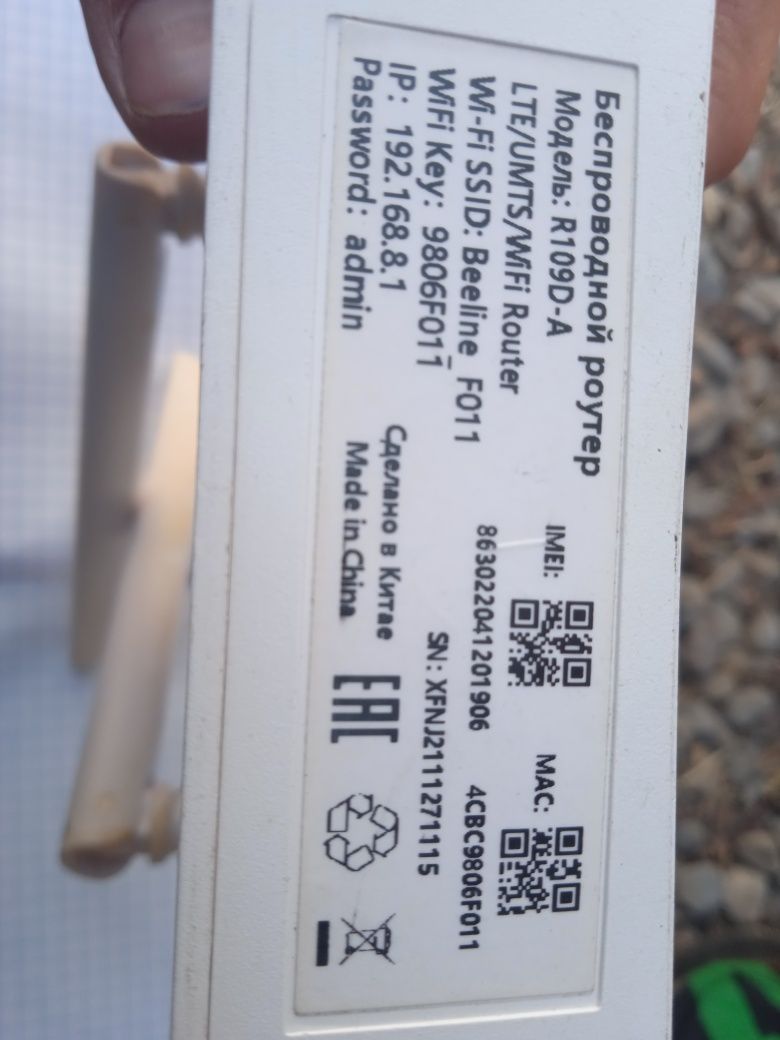 Беспроводной роутер
Модель: R109D-A
LTE/UMTS/WiFi Router
Wi-Fi SSID: Beeline_F011
WiFi Key: 9806F011
IP: 192.168.8.1
Password: admin
IMEI:
863022041201906
MAC:
4CBC9806F011
SN: XFNJ2111271115
Сделано в Китае
Made in China
EAC